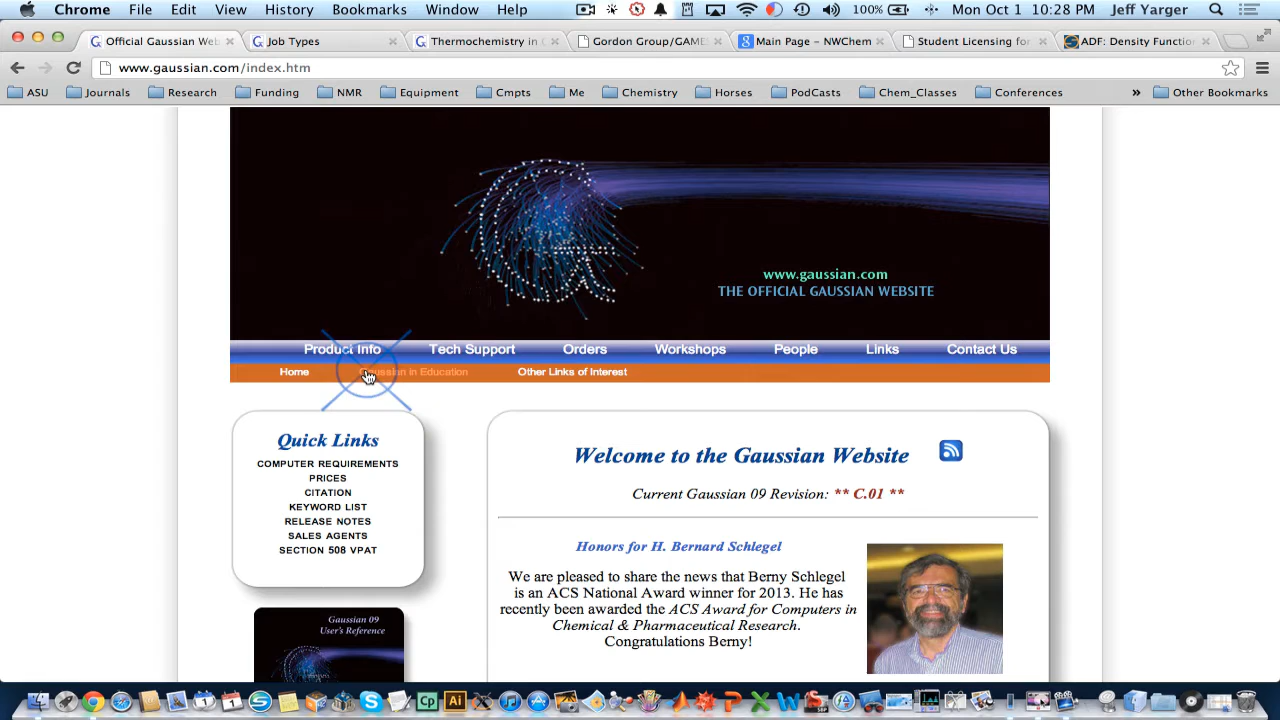 Chrome File Edit View History Bookmarks Window Help 100% Mon Oct 1 10:28 PM Jeff Yarger
Official Gaussian Web Job Types Thermochemistry in G Gordon Group/GAME Main Page – NWChem Student Licensing for ADF: Density Functio
www.gaussian.com/index.htm
ASU Journals Research Funding NMR Equipment Cmpts Me Chemistry Horses PodCasts Chem_Classes Conferences » Other Bookmarks
www.gaussian.com
THE OFFICIAL GAUSSIAN WEBSITE
Product Info Tech Support Orders Workshops People Links Contact Us
Home Gaussian in Education Other Links of Interest
Quick Links
COMPUTER REQUIREMENTS
PRICES
CITATION
KEYWORD LIST
RELEASE NOTES
SALES AGENTS
SECTION 508 VPAT
Gaussian 09
User's Reference
Welcome to the Gaussian Website
Current Gaussian 09 Revision: ** C.01 **
Honors for H. Bernard Schlegel
We are pleased to share the news that Berny Schlegel
is an ACS National Award winner for 2013. He has
recently been awarded the ACS Award for Computers in
Chemical & Pharmaceutical Research.
Congratulations Berny!